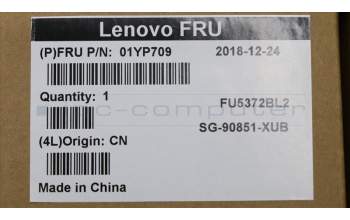 Lenovo FRU
(P)FRU P/N: 01YP709 2018-12-24
Quantity: 1 FU5372BL2
SG-90851-XUB
(4L)Origin: CN
Made in China